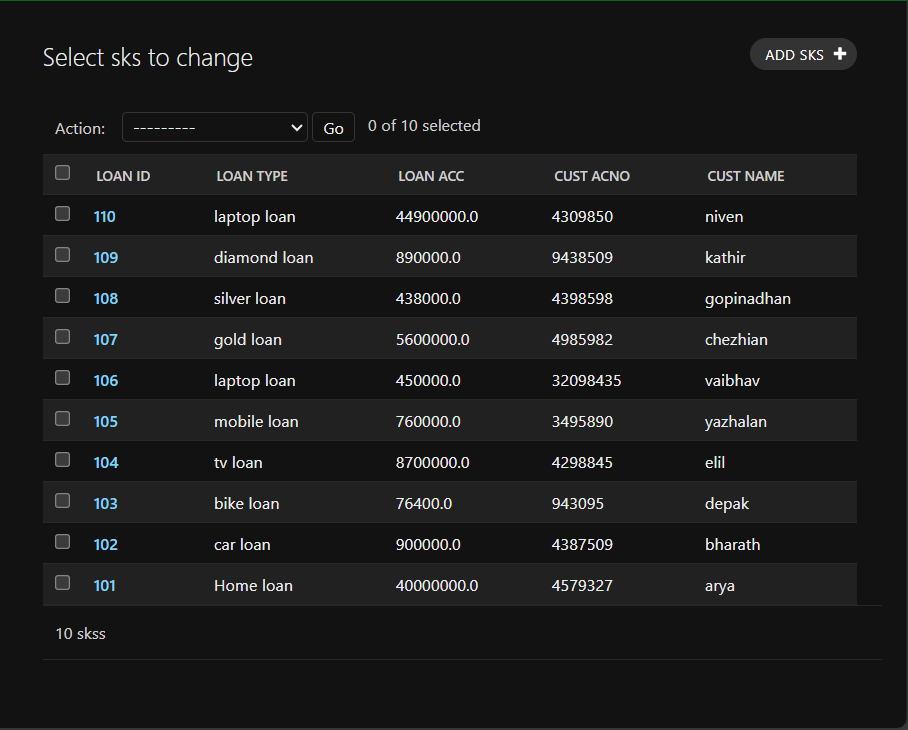 Select sks to change
ADD SKS
Action: --------- Go 0 of 10 selected
LOAN ID LOAN TYPE LOAN ACC CUST ACNO CUST NAME
110 laptop loan 44900000.0 4309850 niven
109 diamond loan 890000.0 9438509 kathir
108 silver loan 438000.0 4398598 gopinadhan
107 gold loan 5600000.0 4985982 chezhian
106 laptop loan 450000.0 32098435 vaibhav
105 mobile loan 760000.0 3495890 yazhalan
104 tv loan 8700000.0 4298845 elil
103 bike loan 76400.0 943095 depak
102 car loan 900000.0 4387509 bharath
101 Home loan 40000000.0 4579327 arya
10 skss